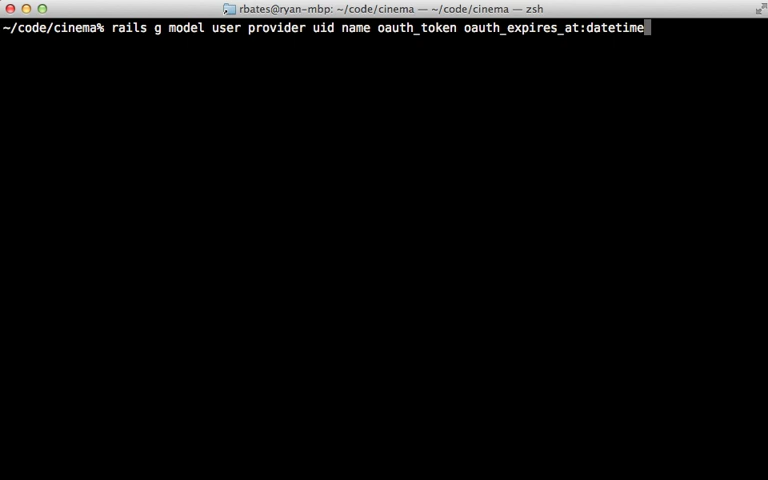 rbates@ryan-mbp: ~/code/cinema — ~/code/cinema — zsh
~/code/cinema% rails g model user provider uid name oauth_token oauth_expires_at:datetime